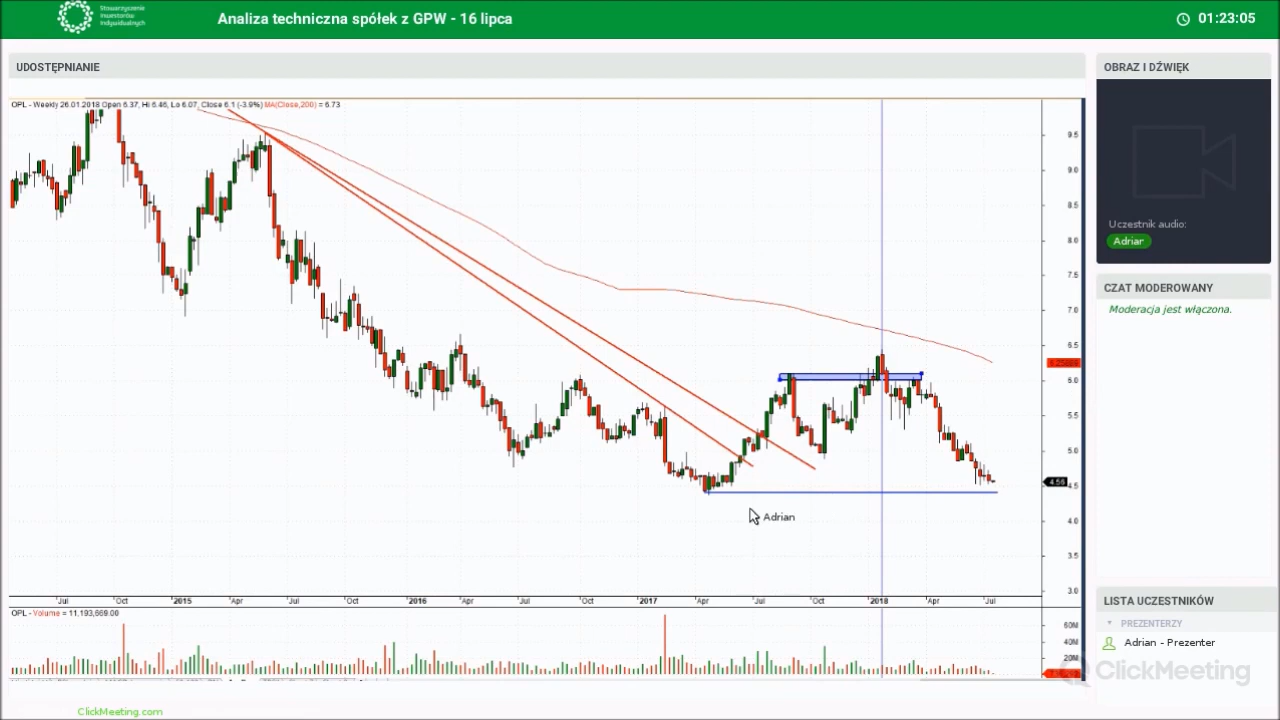 Stowarzyszenie
Inwestorów
Indywidualnych
Analiza techniczna spółek z GPW - 16 lipca
01:23:05
UDOSTĘPNIANIE
OPL - Weekly 26.01.2018 Open 6.37, Hi 6.46, Lo 6.07, Close 6.1 (-3.9%) MA(Close,200) = 6.73
9.5
9.0
8.5
8.0
7.5
7.0
6.5
6.0
5.5
5.0
4.56
4.5
4.0
3.5
3.0
Adrian
Jul Oct 2015 Apr Jul Oct 2016 Apr Jul Oct 2017 Apr Jul Oct 2018 Apr Jul
OPL - Volume = 11,193,669.00
60M
40M
20M
OBRAZ I DŹWIĘK
Uczestnik audio:
Adriar
CZAT MODEROWANY
Moderacja jest włączona.
LISTA UCZESTNIKÓW
PREZENTERZY
Adrian - Prezenter
ClickMeeting
ClickMeeting.com